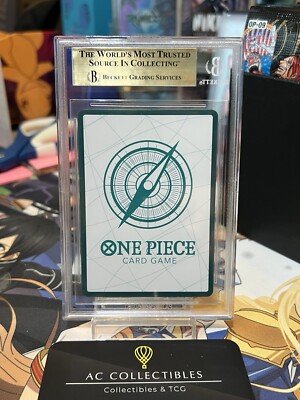 OP-09
THE WORLD'S MOST TRUSTED
SOURCE IN COLLECTING™
B BECKETT GRADING SERVICES
ONE PIECE
CARD GAME
AC COLLECTIBLES
Collectibles & TCG